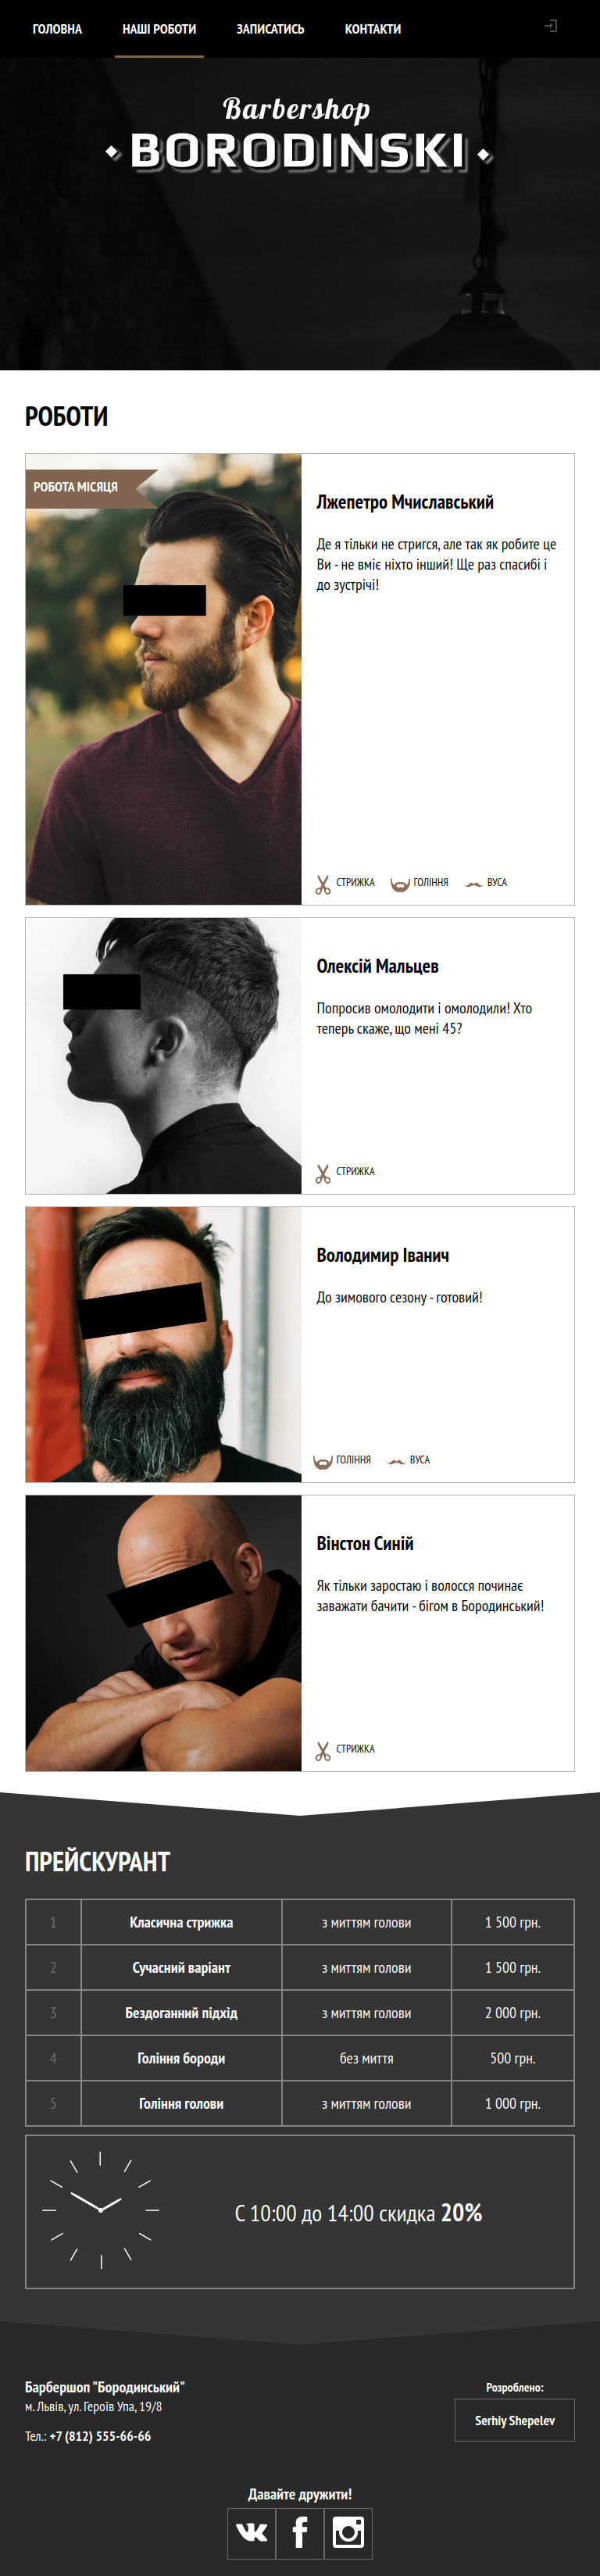 ГОЛОВНА НАШІ РОБОТИ ЗАПИСАТИСЬ КОНТАКТИ
Barbershop
BORODINSKI
РОБОТИ
РОБОТА МІСЯЦЯ
Лжепетро Мчиславський
Де я тільки не стригся, але так як робите це
Ви - не вміє ніхто інший! Ще раз спасибі і
до зустрічі!
СТРИЖКА ГОЛІННЯ ВУСА
Олексій Мальцев
Попросив омолодити і омолодили! Хто
теперь скаже, що мені 45?
СТРИЖКА
Володимир Іванич
До зимового сезону - готовий!
ГОЛІННЯ ВУСА
Вінстон Синій
Як тільки заростаю і волосся починає
заважати бачити - бігом в Бородинський!
СТРИЖКА
ПРЕЙСКУРАНТ
1 Класична стрижка з миттям голови 1 500 грн.
2 Сучасний варіант з миттям голови 1 500 грн.
3 Бездоганний підхід з миттям голови 2 000 грн.
4 Гоління бороди без миття 500 грн.
5 Гоління голови з миттям голови 1 000 грн.
С 10:00 до 14:00 скидка 20%
Барбершоп "Бородинський"
м. Львів, ул. Героїв Упа, 19/8
Тел.: +7 (812) 555-66-66
Розроблено:
Serhiy Shepelev
Давайте дружити!